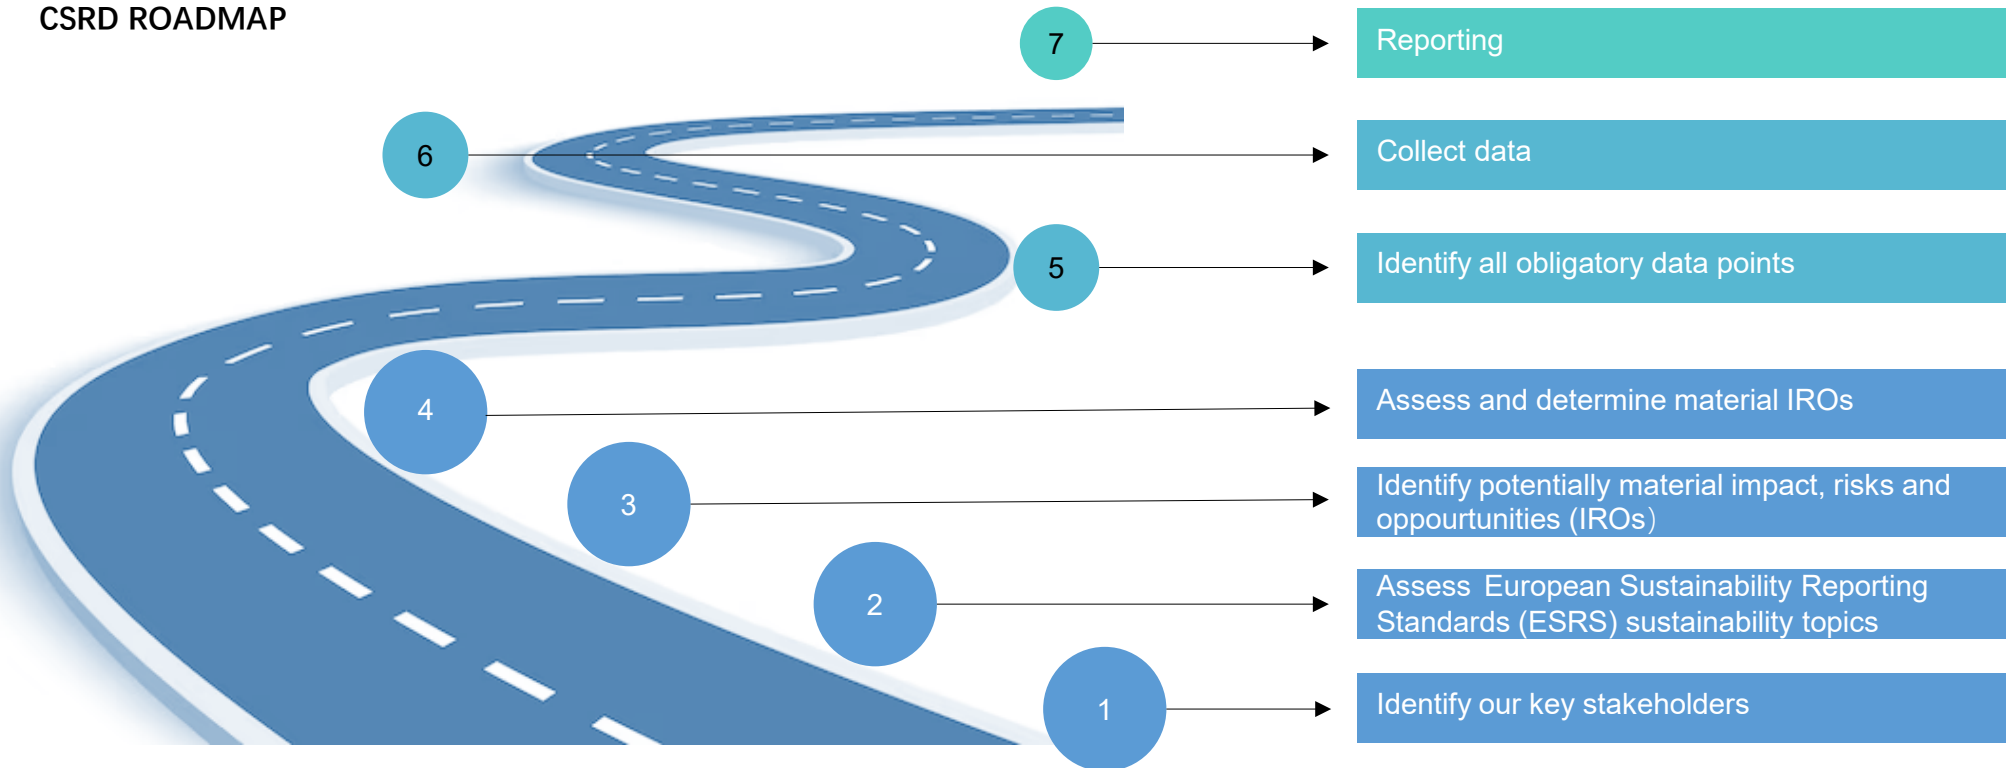 CSRD ROADMAP
7
Reporting
6
Collect data
5
Identify all obligatory data points
4
Assess and determine material IROs
3
Identify potentially material impact, risks and
oppourtunities (IROs）
2
Assess European Sustainability Reporting
Standards (ESRS) sustainability topics
1
Identify our key stakeholders